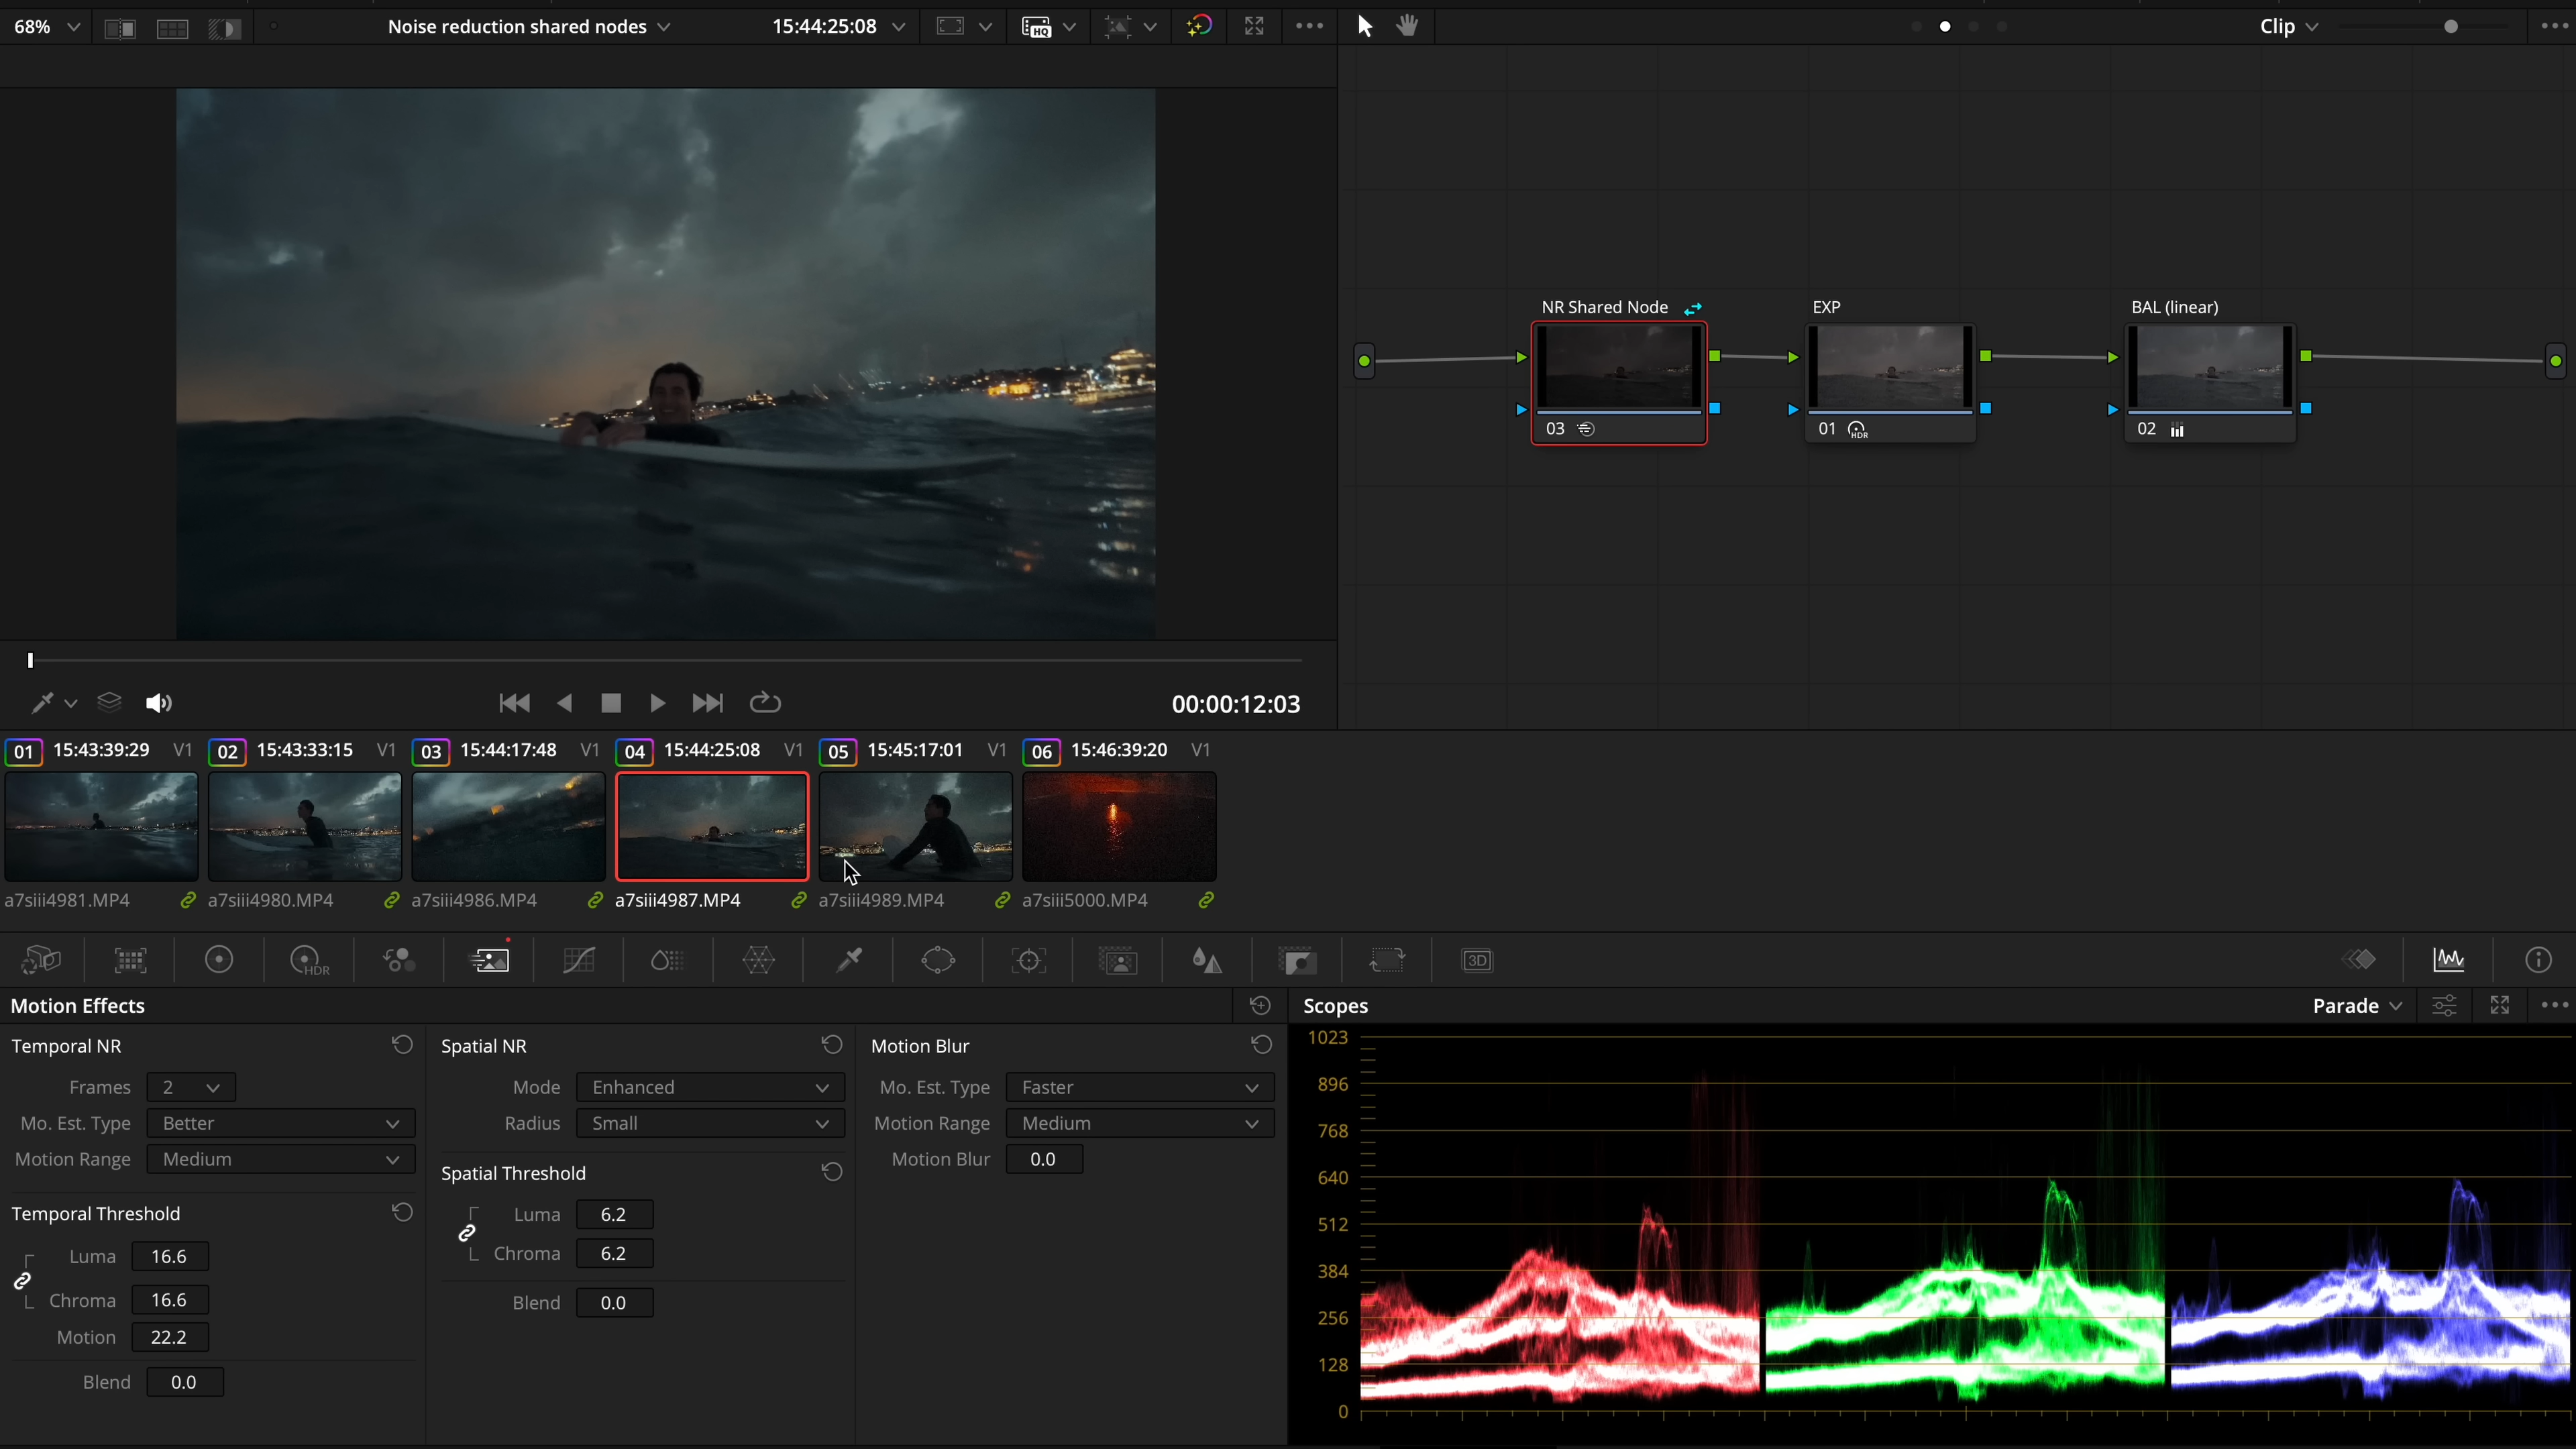 68%
Noise reduction shared nodes
15:44:25:08
HQ
Clip
NR Shared Node
EXP
BAL (linear)
03
01 HDR
02
00:00:12:03
01 15:43:39:29 V1
02 15:43:33:15 V1
03 15:44:17:48 V1
04 15:44:25:08 V1
05 15:45:17:01 V1
06 15:46:39:20 V1
a7siii4981.MP4
a7siii4980.MP4
a7siii4986.MP4
a7siii4987.MP4
a7siii4989.MP4
a7siii5000.MP4
HDR
3D
Motion Effects
Temporal NR
Frames 2
Mo. Est. Type Better
Motion Range Medium
Temporal Threshold
Luma 16.6
Chroma 16.6
Motion 22.2
Blend 0.0
Spatial NR
Mode Enhanced
Radius Small
Spatial Threshold
Luma 6.2
Chroma 6.2
Blend 0.0
Motion Blur
Mo. Est. Type Faster
Motion Range Medium
Motion Blur 0.0
Scopes
Parade
1023
896
768
640
512
384
256
128
0